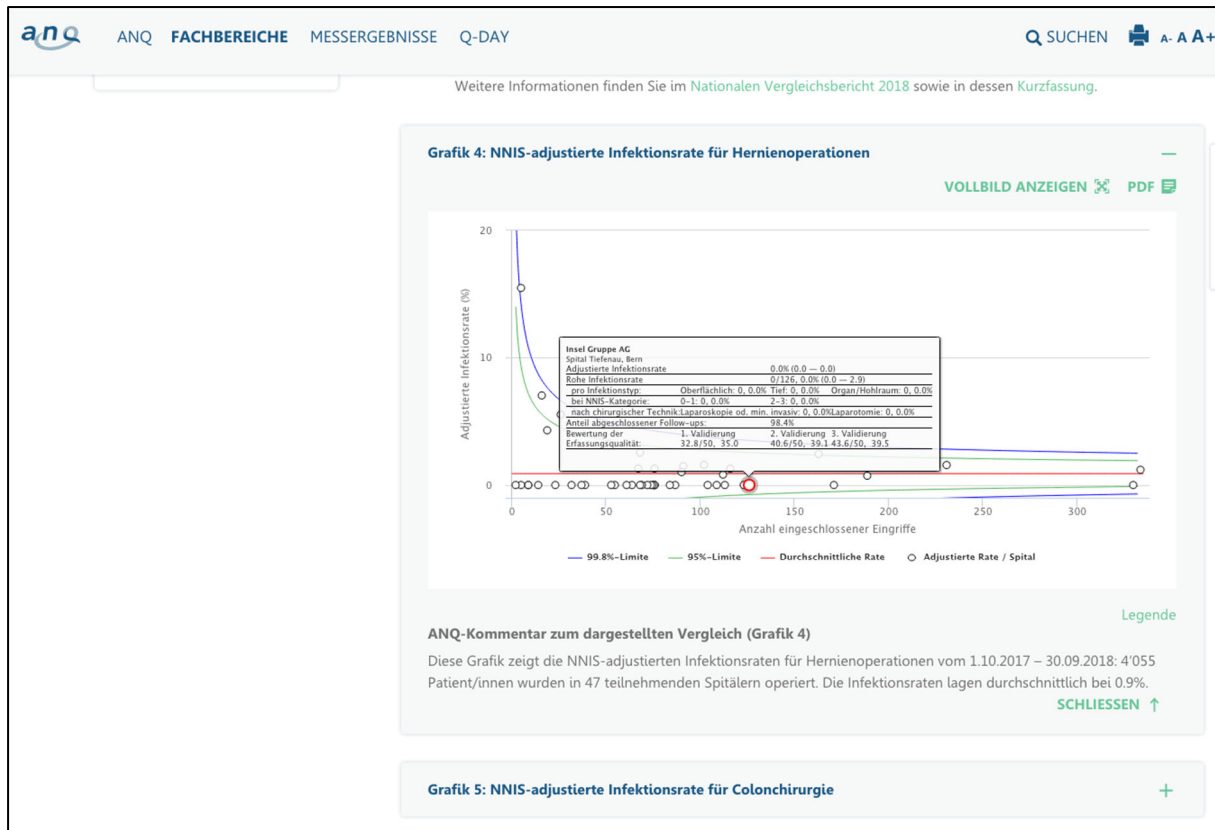 anq ANQ FACHBEREICHE MESSERGEBNISSE Q-DAY SUCHEN A- A A+
Weitere Informationen finden Sie im Nationalen Vergleichsbericht 2018 sowie in dessen Kurzfassung.
Grafik 4: NNIS-adjustierte Infektionsrate für Hernienoperationen
VOLLBILD ANZEIGEN PDF
20
10
0
Adjustierte Infektionsrate (%)
Insel Gruppe AG
Spital Tiefenau, Bern
Adjustierte Infektionsrate 0.0% (0.0 — 0.0)
Rohe Infektionsrate 0/126, 0.0% (0.0 — 2.9)
pro Infektionstyp: Oberflächlich: 0, 0.0% Tief: 0, 0.0% Organ/Hohlraum: 0, 0.0%
bei NNIS-Kategorie: 0-1: 0, 0.0% 2-3: 0, 0.0%
nach chirurgischer Technik:Laparoskopie od. min. invasiv: 0, 0.0%Laparotomie: 0, 0.0%
Anteil abgeschlossener Follow-ups: 98.4%
Bewertung der 1. Validierung 2. Validierung 3. Validierung
Erfassungsqualität: 32.8/50, 35.0 40.6/50, 39.1 43.6/50, 39.5
0 50 100 150 200 250 300
Anzahl eingeschlossener Eingriffe
99.8%-Limite 95%-Limite Durchschnittliche Rate Adjustierte Rate / Spital
Legende
ANQ-Kommentar zum dargestellten Vergleich (Grafik 4)
Diese Grafik zeigt die NNIS-adjustierten Infektionsraten für Hernienoperationen vom 1.10.2017 – 30.09.2018: 4'055
Patient/innen wurden in 47 teilnehmenden Spitälern operiert. Die Infektionsraten lagen durchschnittlich bei 0.9%.
SCHLIESSEN ↑
Grafik 5: NNIS-adjustierte Infektionsrate für Colonchirurgie